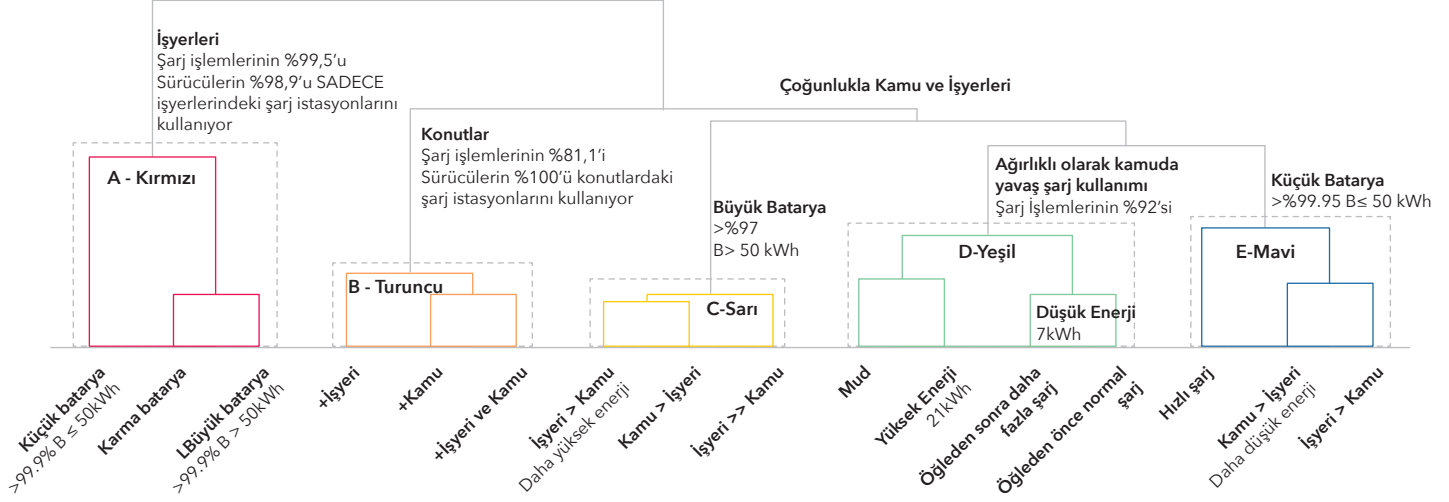 İşyerleri
Şarj işlemlerinin %99,5’u
Sürücülerin %98,9’u SADECE
işyerlerindeki şarj istasyonlarını
kullanıyor
Çoğunlukla Kamu ve İşyerleri
Konutlar
Şarj işlemlerinin %81,1’i
Sürücülerin %100’ü konutlardaki
şarj istasyonlarını kullanıyor
Büyük Batarya
>%97
B> 50 kWh
Ağırlıklı olarak kamuda
yavaş şarj kullanımı
Şarj İşlemlerinin %92’si
Küçük Batarya
>%99.95 B≤ 50 kWh
A - Kırmızı
B - Turuncu
C-Sarı
D-Yeşil
Düşük Enerji
7kWh
E-Mavi
Küçük batarya
>99.9% B ≤ 50kWh
Karma batarya
LBüyük batarya
>99.9% B > 50kWh
+İşyeri
+Kamu
+İşyeri ve Kamu
İşyeri > Kamu
Daha yüksek enerji
Kamu > İşyeri
İşyeri >> Kamu
Mud
Yüksek Enerji
21kWh
Öğleden sonra daha
fazla şarj
Öğleden önce normal
şarj
Hızlı şarj
Kamu > İşyeri
Daha düşük enerji
İşyeri > Kamu